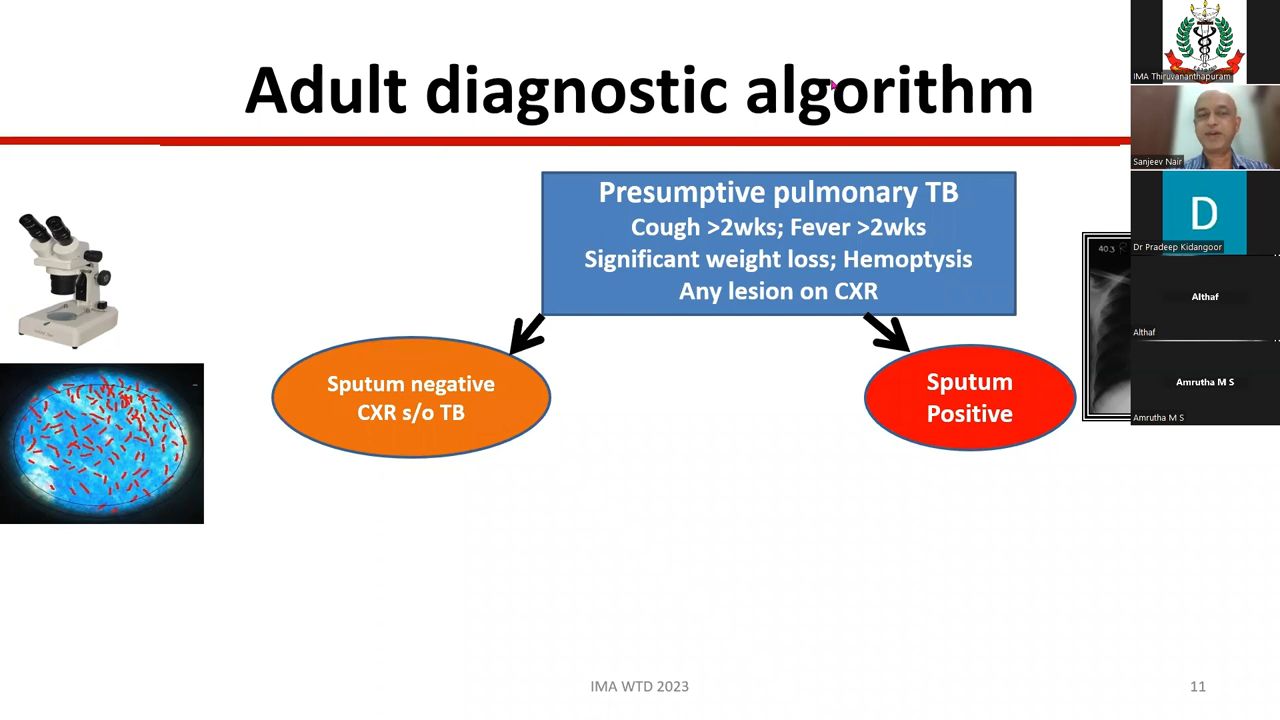 Adult diagnostic algorithm
Presumptive pulmonary TB
Cough >2wks; Fever >2wks
Significant weight loss; Hemoptysis
Any lesion on CXR
Sputum negative
CXR s/o TB
Sputum
Positive
40.3
IMA Thiruvananthapuram
Sanjeev Nair
D
Dr Pradeep Kidangoor
Althaf
Althaf
Amrutha M S
Amrutha M S
IMA WTD 2023
11